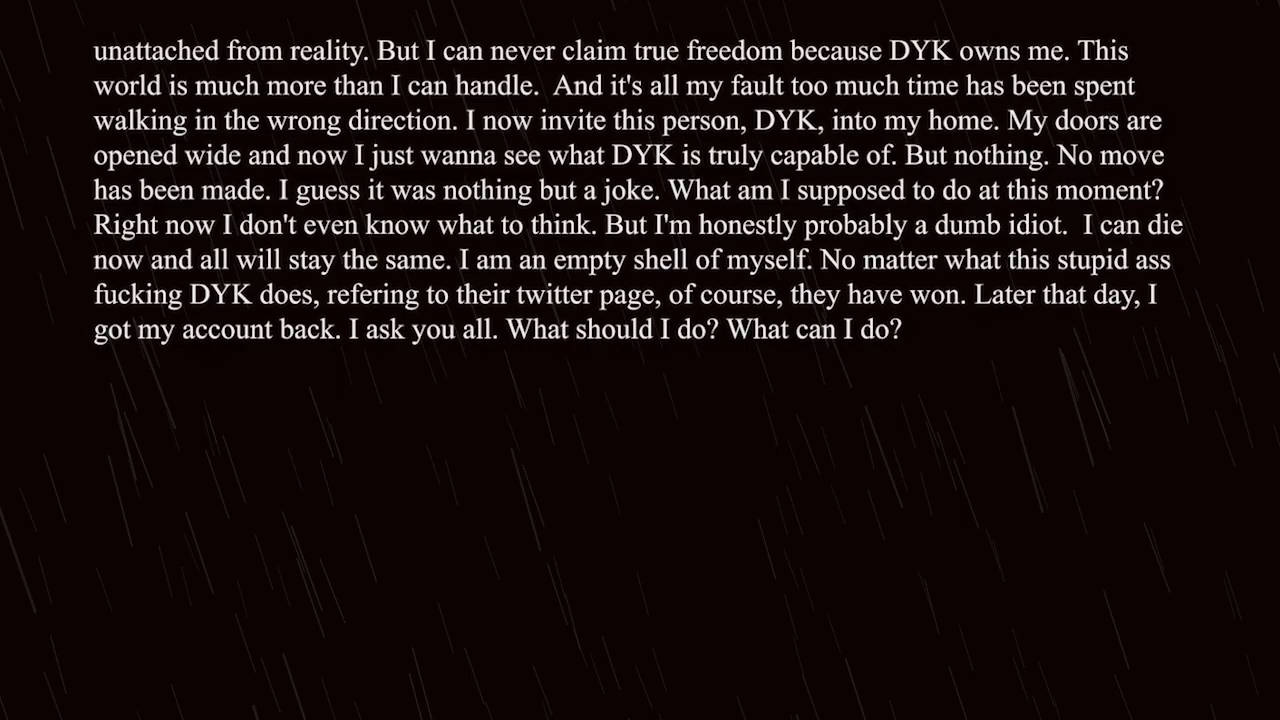 unattached from reality. But I can never claim true freedom because DYK owns me. This
world is much more than I can handle.  And it's all my fault too much time has been spent
walking in the wrong direction. I now invite this person, DYK, into my home. My doors are
opened wide and now I just wanna see what DYK is truly capable of. But nothing. No move
has been made. I guess it was nothing but a joke. What am I supposed to do at this moment?
Right now I don't even know what to think. But I'm honestly probably a dumb idiot.  I can die
now and all will stay the same. I am an empty shell of myself. No matter what this stupid ass
fucking DYK does, refering to their twitter page, of course, they have won. Later that day, I
got my account back. I ask you all. What should I do? What can I do?